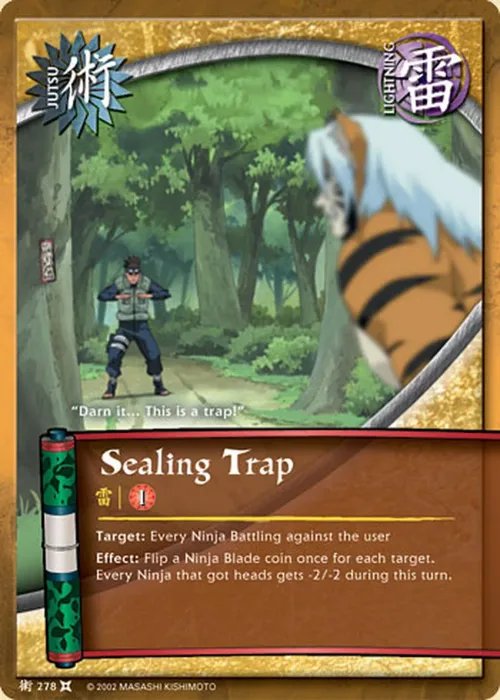 JUTSU
術
LIGHTNING
雷
"Darn it... This is a trap!"
Sealing Trap
雷 | I
Target: Every Ninja Battling against the user
Effect: Flip a Ninja Blade coin once for each target.
Every Ninja that got heads gets -2/-2 during this turn.
術 278 © 2002 MASASHI KISHIMOTO